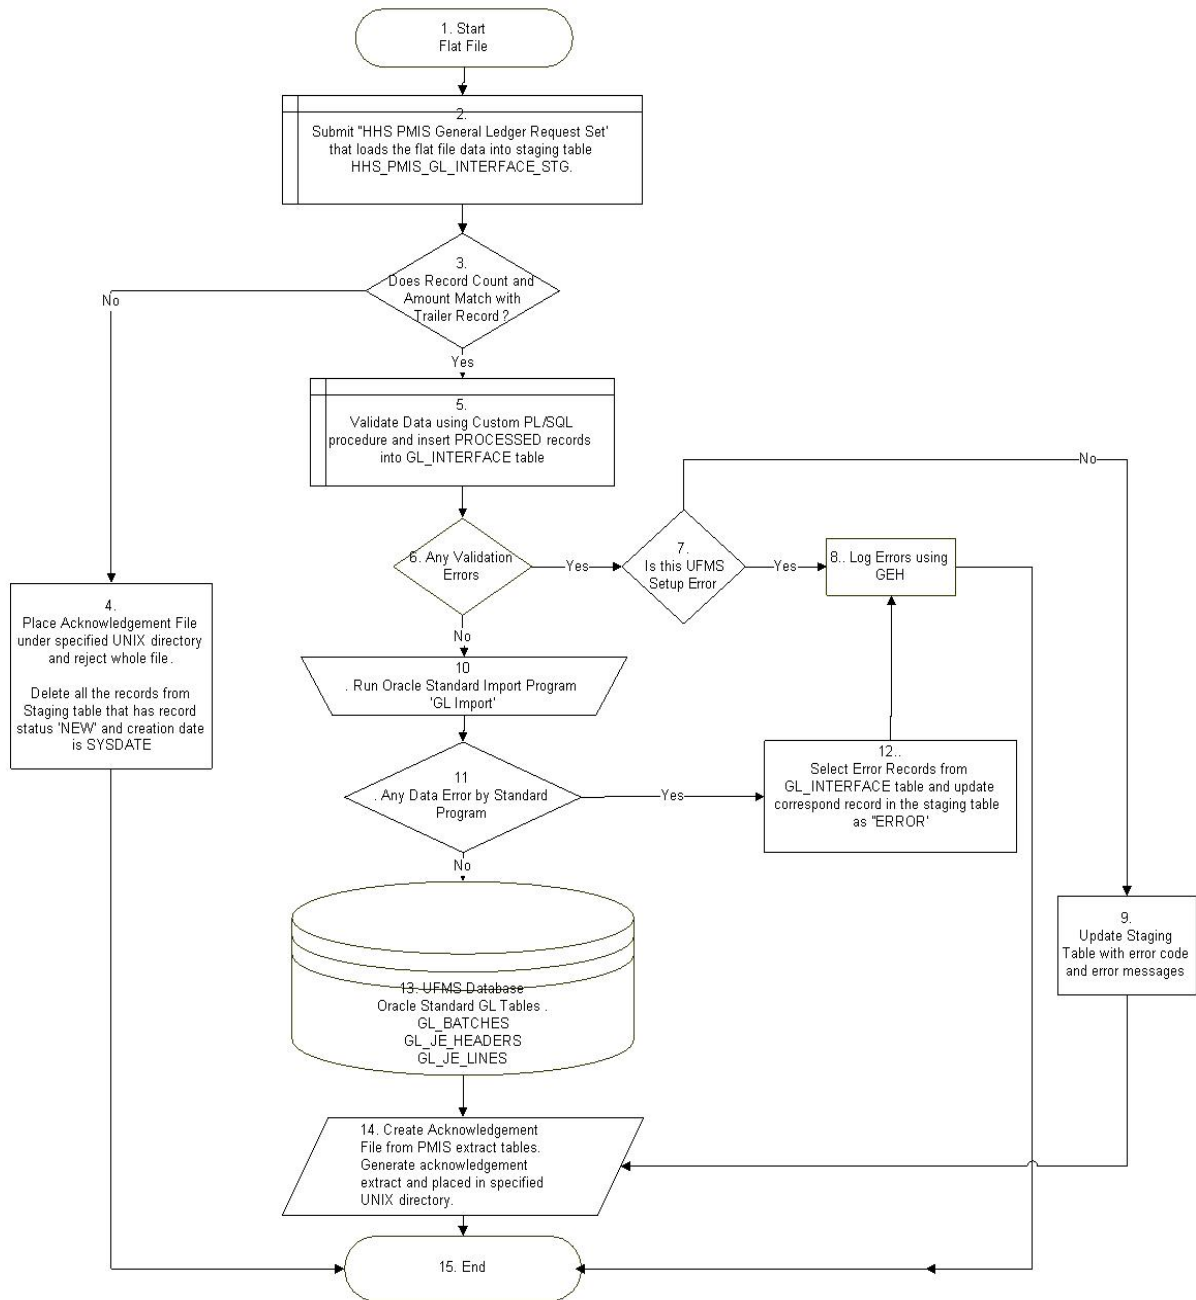 1. Start
Flat File
2.
Submit "HHS PMIS General Ledger Request Set'
that loads the flat file data into staging table
HHS_PMIS_GL_INTERFACE_STG.
3.
Does Record Count and
Amount Match with
Trailer Record ?
No
Yes
4.
Place Acknowledgement File
under specified UNIX directory
and reject whole file .
Delete all the records from
Staging table that has record
status 'NEW' and creation date
is SYSDATE
5.
Validate Data using Custom PL/SQL
procedure and insert PROCESSED records
into GL_INTERFACE table
6. Any Validation
Errors
Yes
No
7.
Is this UFMS
Setup Error
Yes
No
8.. Log Errors using
GEH
9.
Update Staging
Table with error code
and error messages
10
. Run Oracle Standard Import Program
'GL Import'
11
. Any Data Error by Standard
Program
Yes
No
12..
Select Error Records from
GL_INTERFACE table and update
correspond record in the staging table
as "ERROR'
13. UFMS Database
Oracle Standard GL Tables .
GL_BATCHES
GL_JE_HEADERS
GL_JE_LINES
14. Create Acknowledgement
File from PMIS extract tables.
Generate acknowledgement
extract and placed in specified
UNIX directory.
15. End